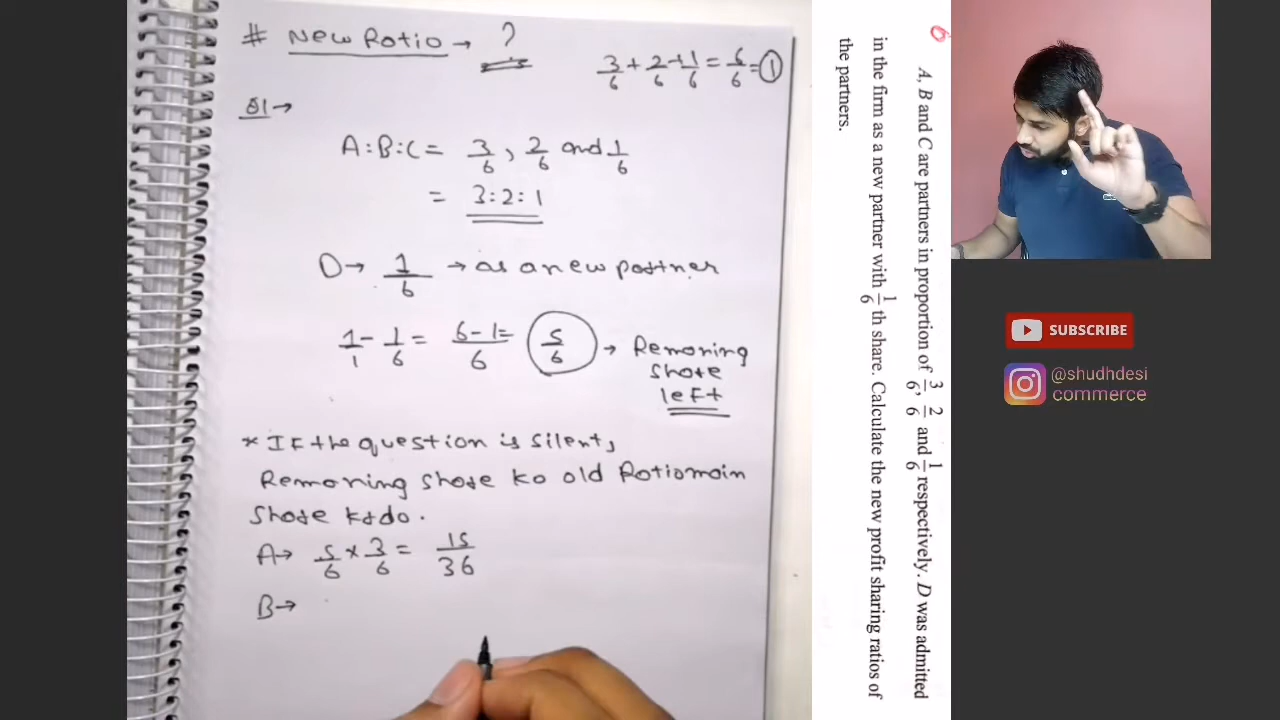 # New Ratio → ?
3/6 + 2/6 + 1/6 = 6/6 = 1
Q1 →
A:B:C = 3/6, 2/6 and 1/6
= 3:2:1
D → 1/6 → as a new partner
1/1 - 1/6 = 6-1/6 = 5/6 → Remaining
share
left
* If the question is silent,
Remaining share ko old Ratio main
share kardo.
A → 5/6 × 3/6 = 15/36
B →
A, B and C are partners in proportion of 3/6, 2/6 and 1/6 respectively. D was admitted
in the firm as a new partner with 1/6 th share. Calculate the new profit sharing ratios of
the partners.
SUBSCRIBE
@shudhdesi
commerce